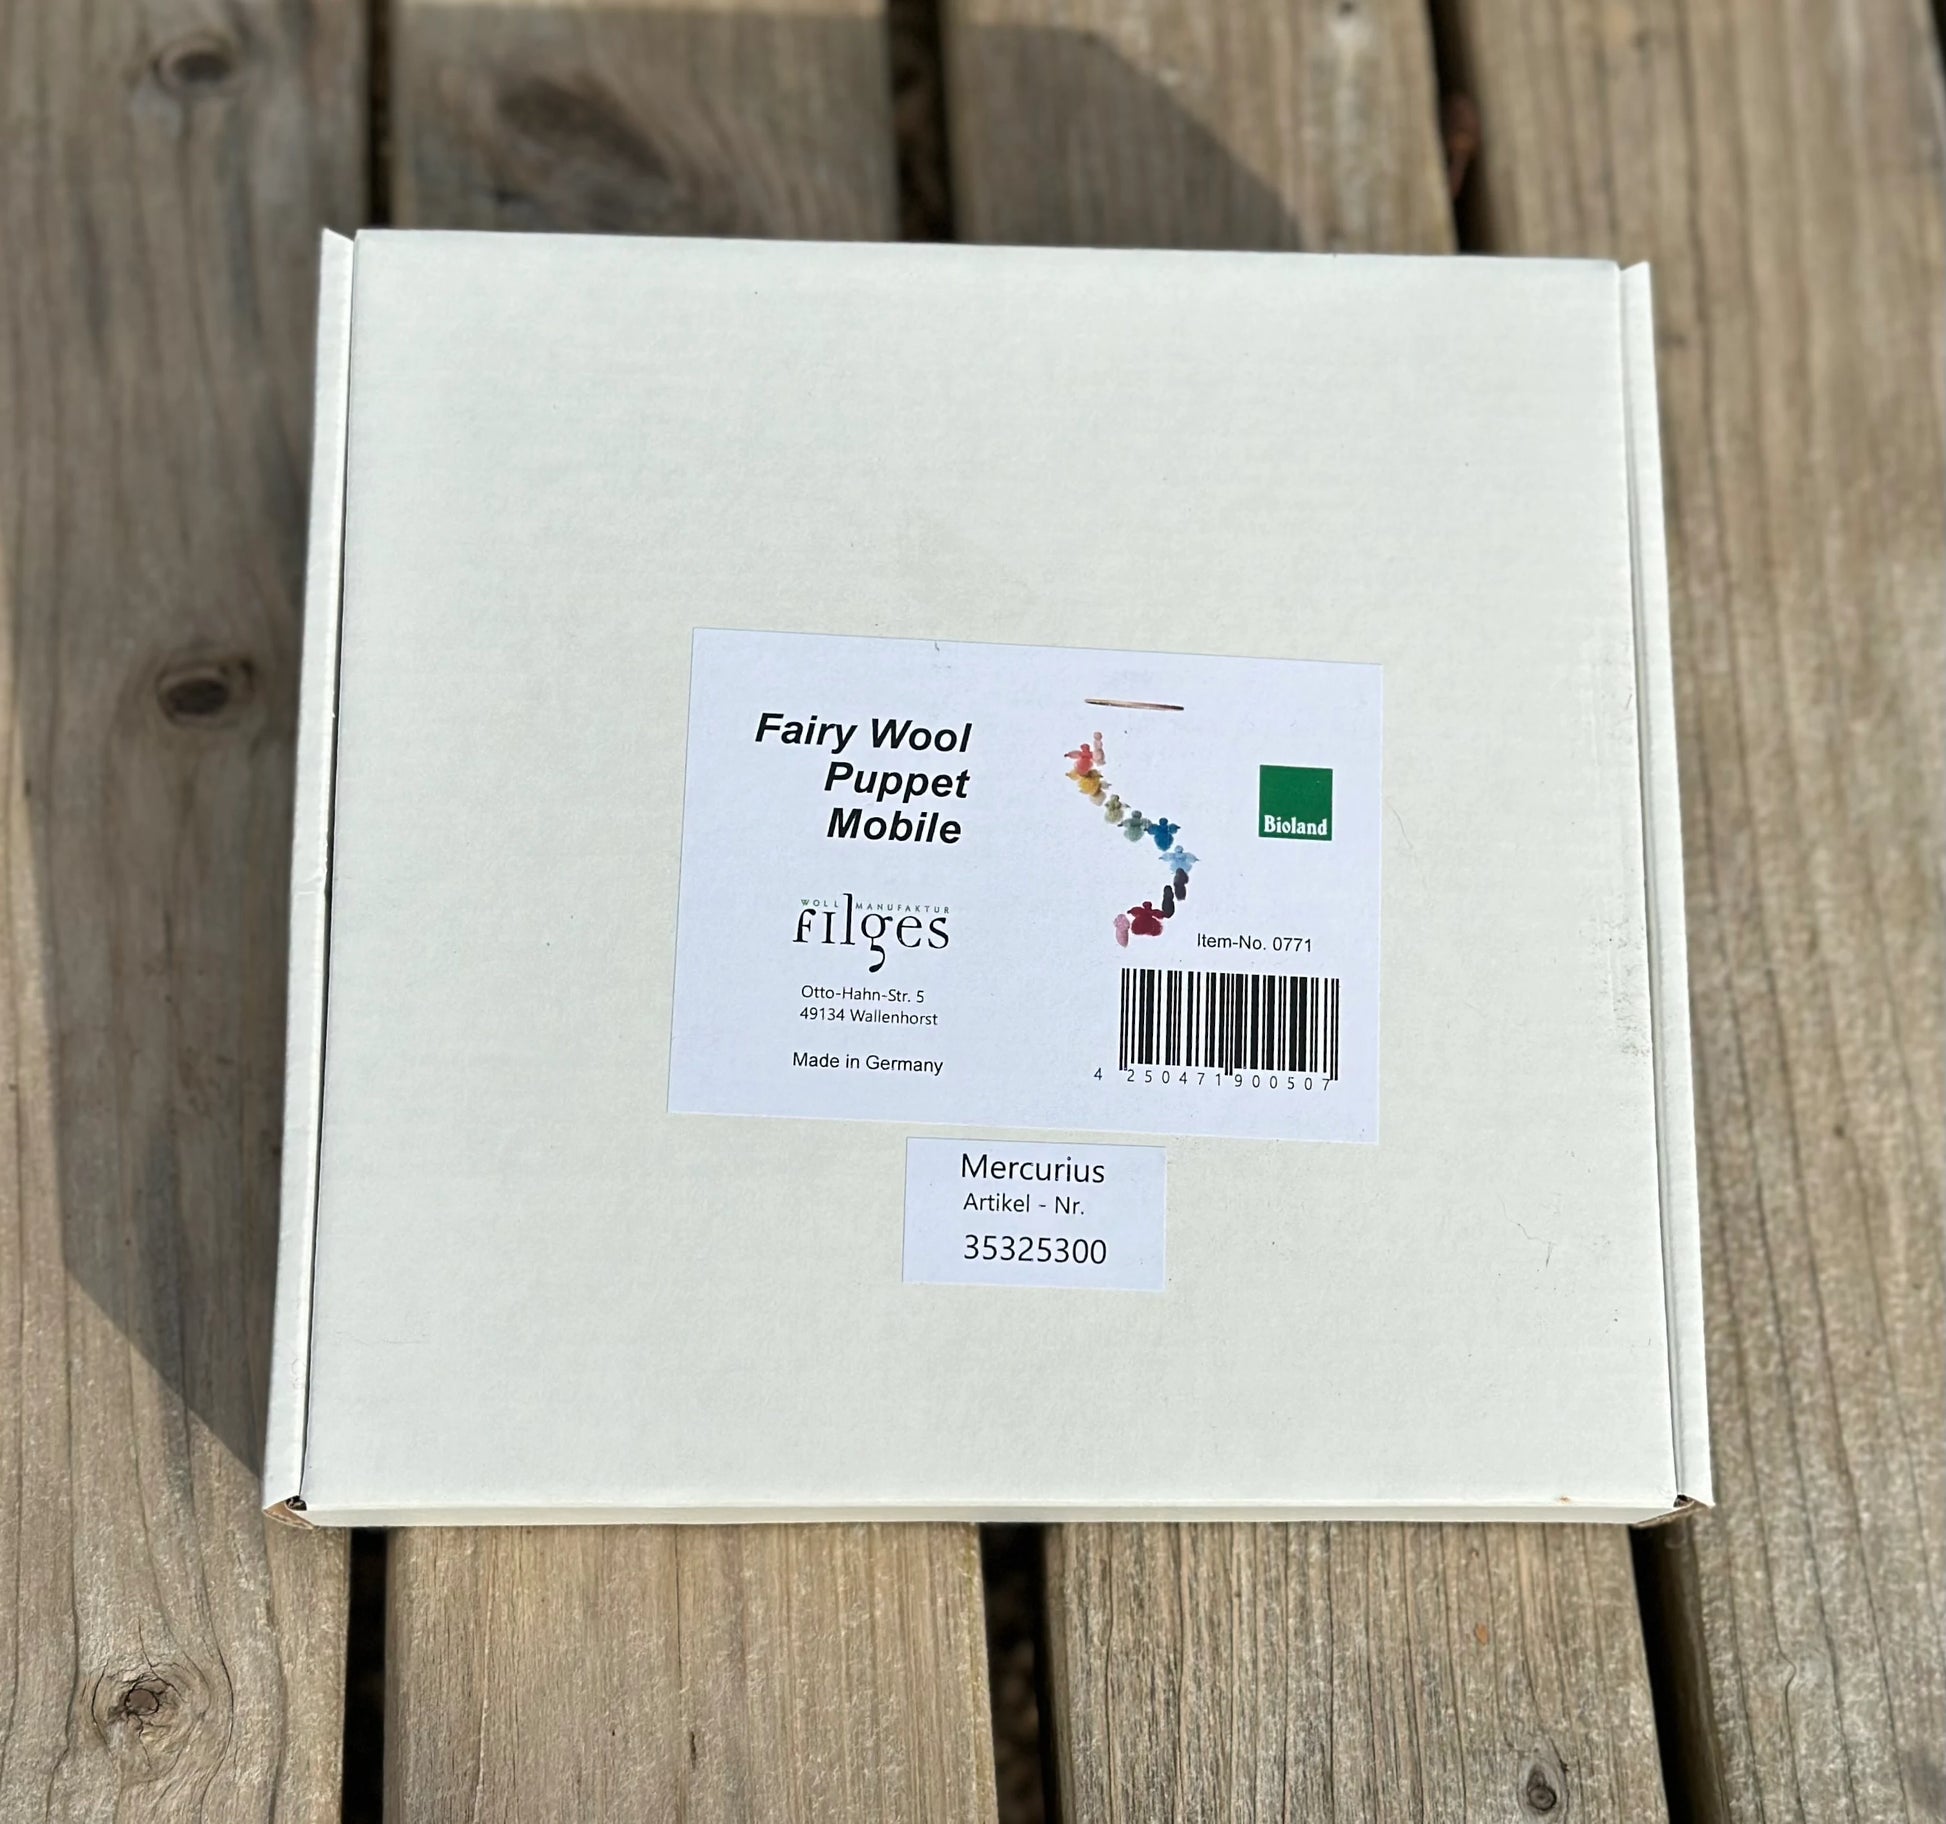 Fairy Wool
Puppet
Mobile
WOLL MANUFAKTUR
filges
Otto-Hahn-Str. 5
49134 Wallenhorst
Made in Germany
Bioland
Item-No. 0771
4 250471 900507
Mercurius
Artikel - Nr.
35325300